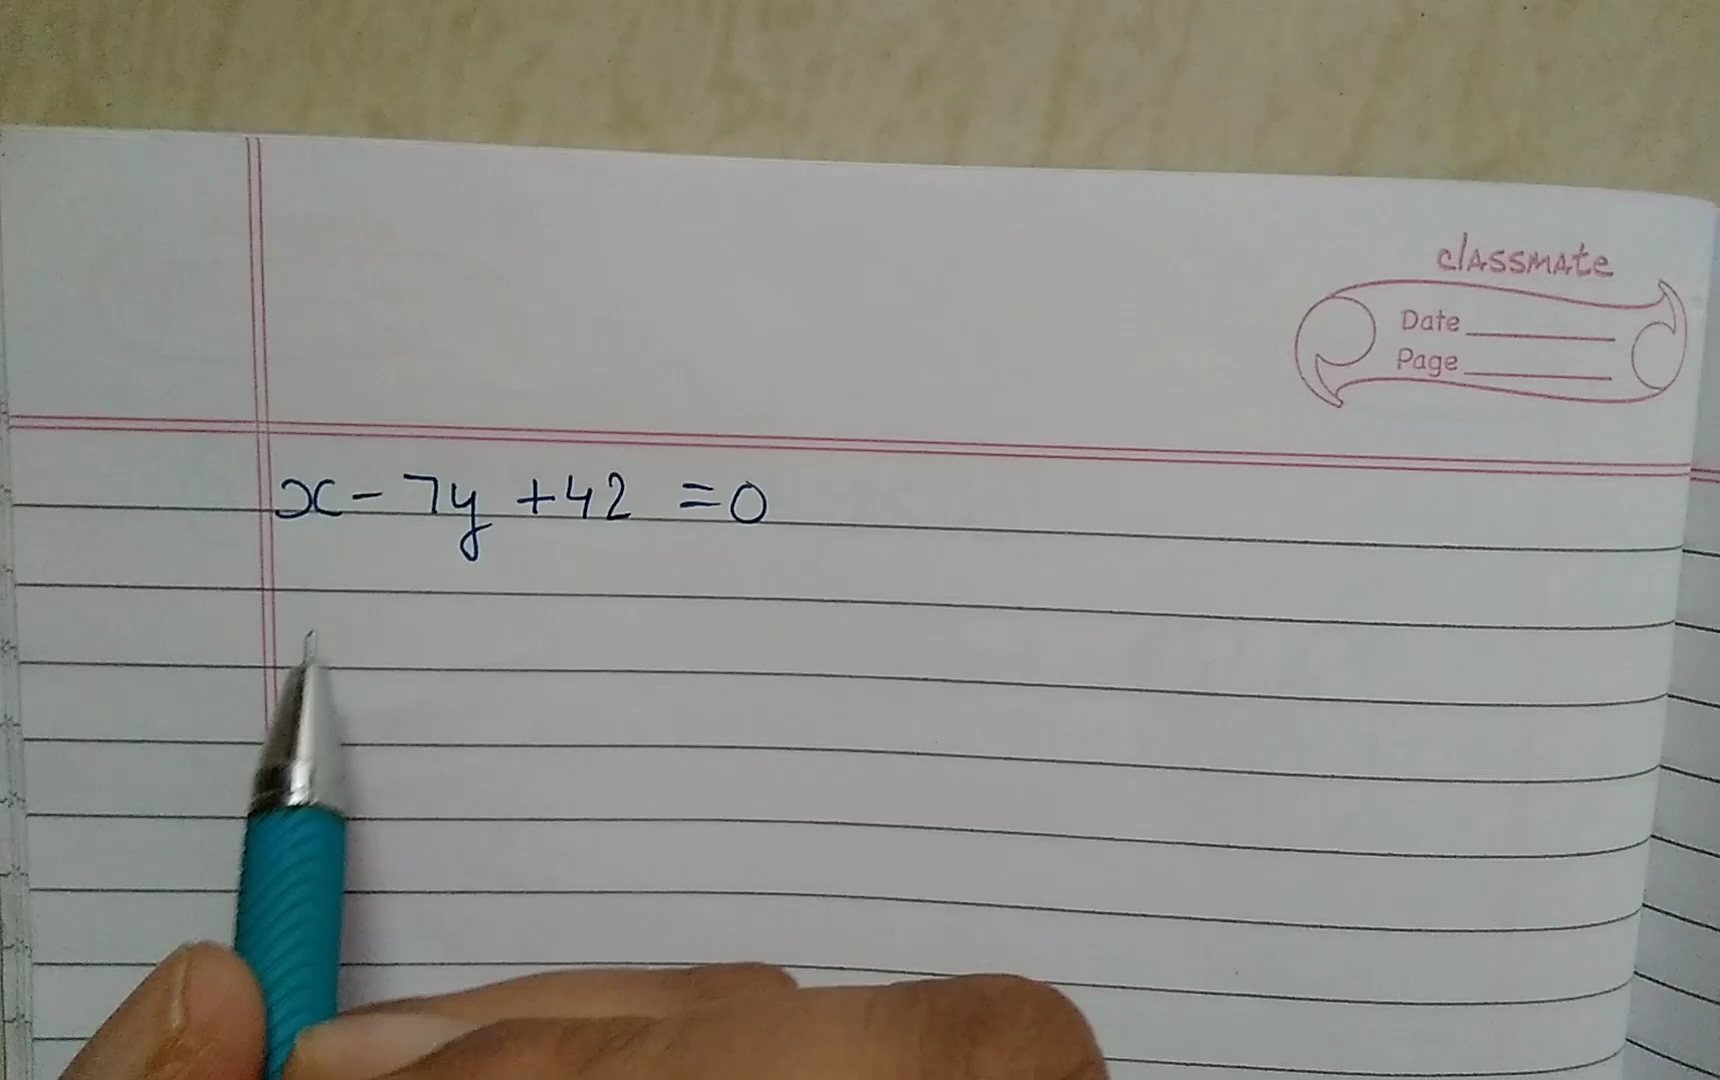 classmate
Date
Page
x - 7y + 42 = 0